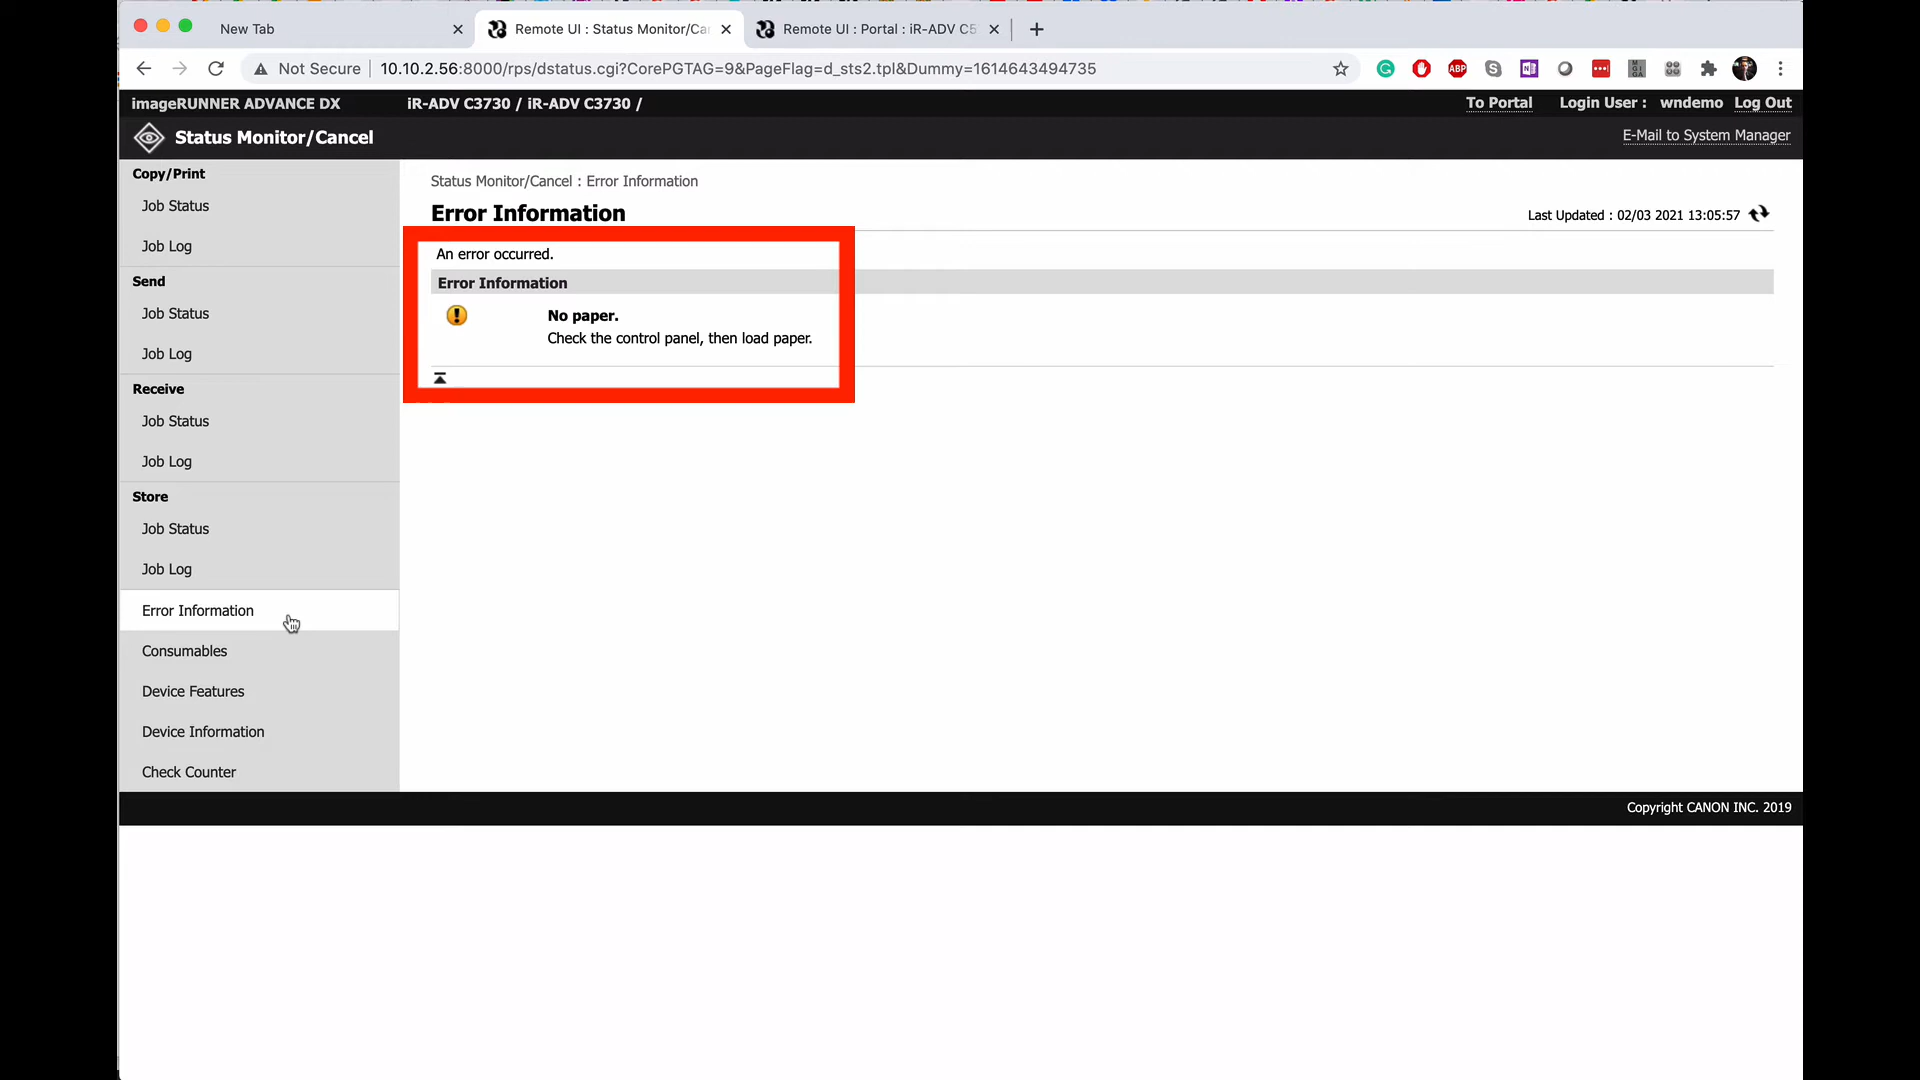 New Tab
Remote UI : Status Monitor/Ca
Remote UI : Portal : iR-ADV C5
Not Secure
10.10.2.56:8000/rps/dstatus.cgi?CorePGTAG=9&PageFlag=d_sts2.tpl&Dummy=1614643494735
ABP
imageRUNNER ADVANCE DX
iR-ADV C3730 / iR-ADV C3730 /
To Portal
Login User : wndemo
Log Out
Status Monitor/Cancel
E-Mail to System Manager
Copy/Print
Job Status
Job Log
Send
Job Status
Job Log
Receive
Job Status
Job Log
Store
Job Status
Job Log
Error Information
Consumables
Device Features
Device Information
Check Counter
Status Monitor/Cancel : Error Information
Error Information
Last Updated : 02/03 2021 13:05:57
An error occurred.
Error Information
No paper.
Check the control panel, then load paper.
Copyright CANON INC. 2019